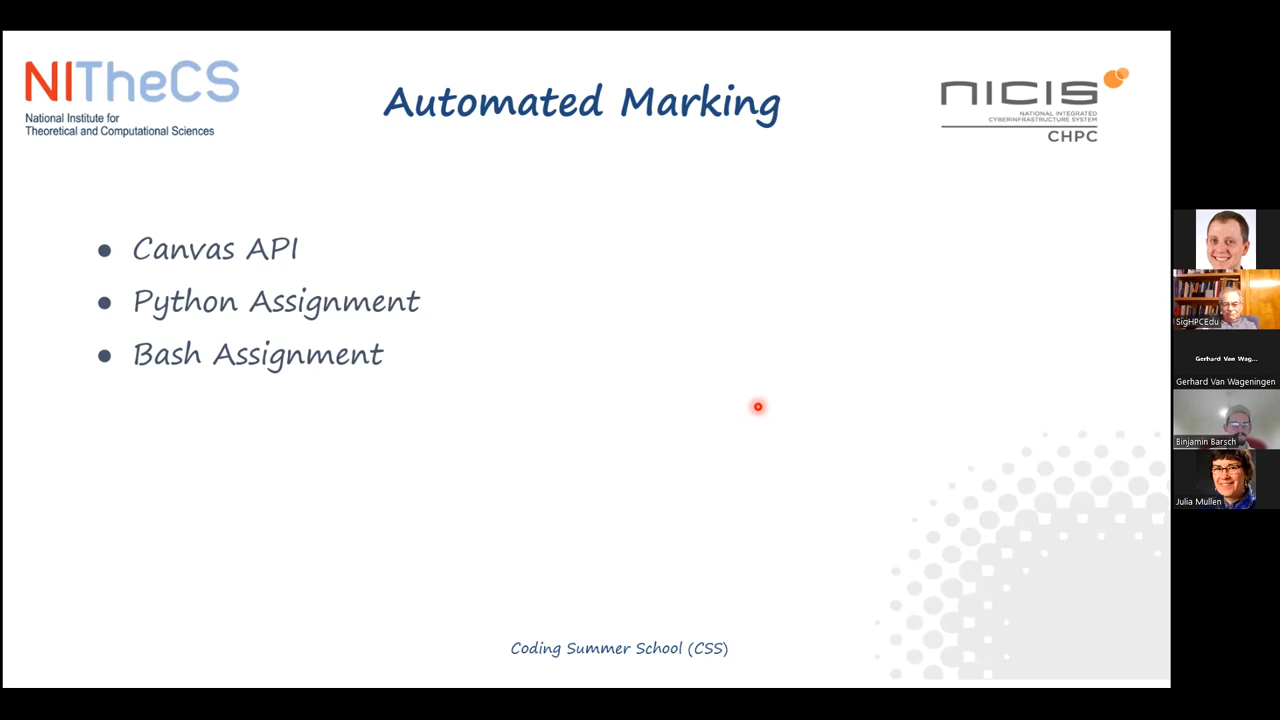 NITheCS
National Institute for
Theoretical and Computational Sciences
Automated Marking
NICIS
NATIONAL INTEGRATED
CYBERINFRASTRUCTURE SYSTEM
CHPC
● Canvas API
● Python Assignment
● Bash Assignment
Coding Summer School (CSS)
SigHPCEdu
Gerhard Van Wag...
Gerhard Van Wageningen
Binjamin Barsch
Julia Mullen